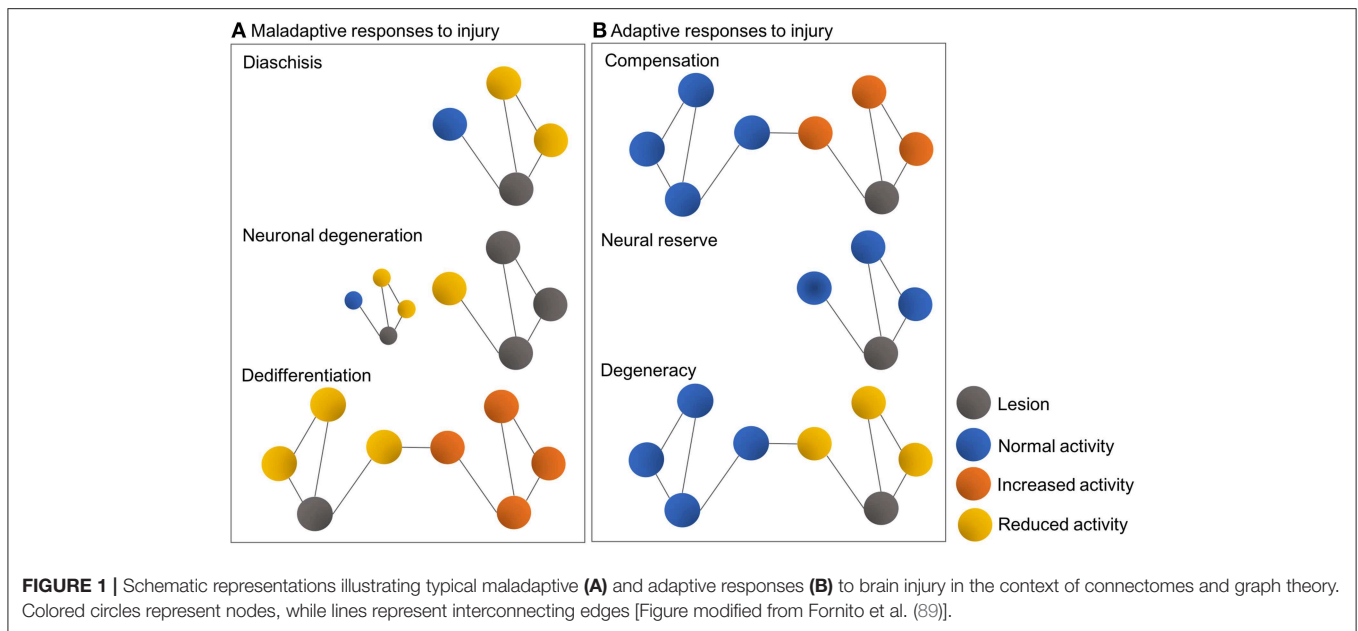 A Maladaptive responses to injury
Diaschisis
Neuronal degeneration
Dedifferentiation
B Adaptive responses to injury
Compensation
Neural reserve
Degeneracy
Lesion
Normal activity
Increased activity
Reduced activity
FIGURE 1 | Schematic representations illustrating typical maladaptive (A) and adaptive responses (B) to brain injury in the context of connectomes and graph theory.
Colored circles represent nodes, while lines represent interconnecting edges [Figure modified from Fornito et al. (89)].